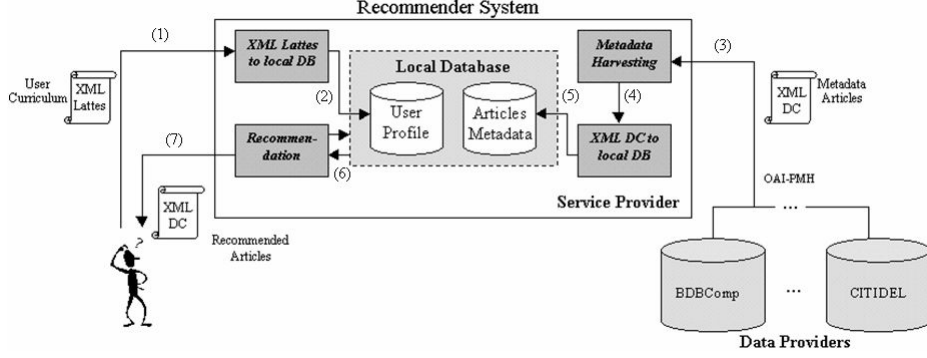 Recommender System
(1)
XML Lattes
to local DB
Metadata
Harvesting
(3)
User
Curriculum
XML
Lattes
Local Database
(2)
(5)
(4)
Metadata
Articles
XML
DC
User
Profile
Articles
Metadata
(7)
Recommen-
dation
XML DC to
local DB
(6)
OAI-PMH
Service Provider
...
XML
DC
?
Recommended
Articles
BDBComp
...
CITIDEL
Data Providers